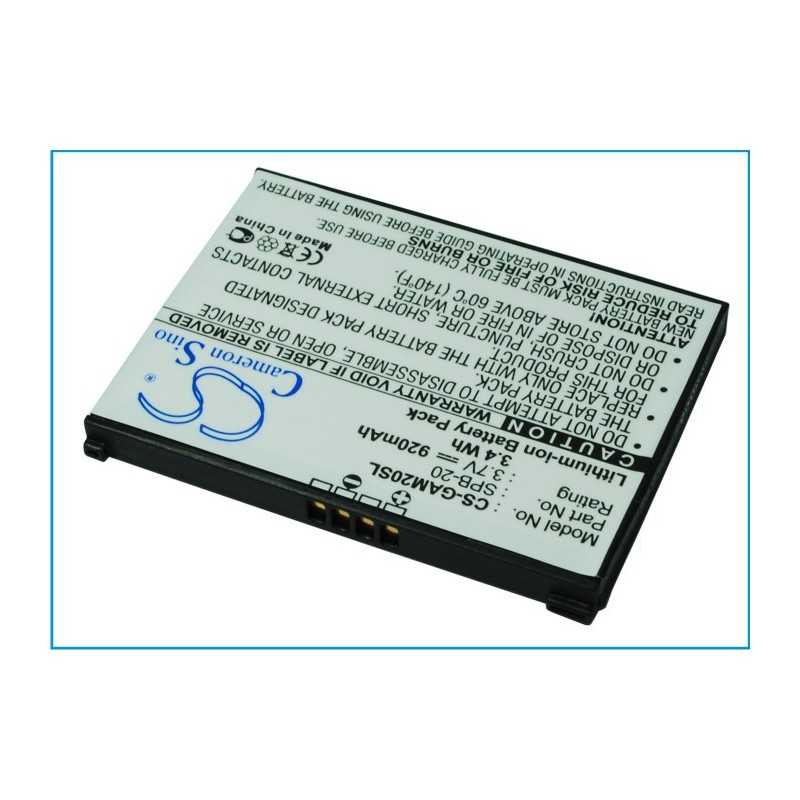 Cameron Sino
®
CS
Made in China
CE
Model No. CS-GAM20SL
Part No. SPB-20
Rating: 3.7V 920mAh
3.4 Wh
Lithium-Ion Battery Pack
CAUTION WARRANTY VOID IF LABEL IS REMOVED
• DO NOT ATTEMPT TO DISASSEMBLE, OPEN OR SERVICE
• REPLACE ONLY WITH THE BATTERY PACK DESIGNATED
FOR THIS PRODUCT.
• DO NOT CRUSH, PUNCTURE, SHORT EXTERNAL CONTACTS
OR DISPOSE OF IN FIRE OR WATER.
• DO NOT STORE ABOVE 60°C (140°F).
ATTENTION!
TO REDUCE RISK OF FIRE OR BURNS
NEW BATTERY PACK MUST BE FULLY CHARGED BEFORE USE.
READ INSTRUCTIONS IN OPERATING GUIDE BEFORE USING THE BATTERY.